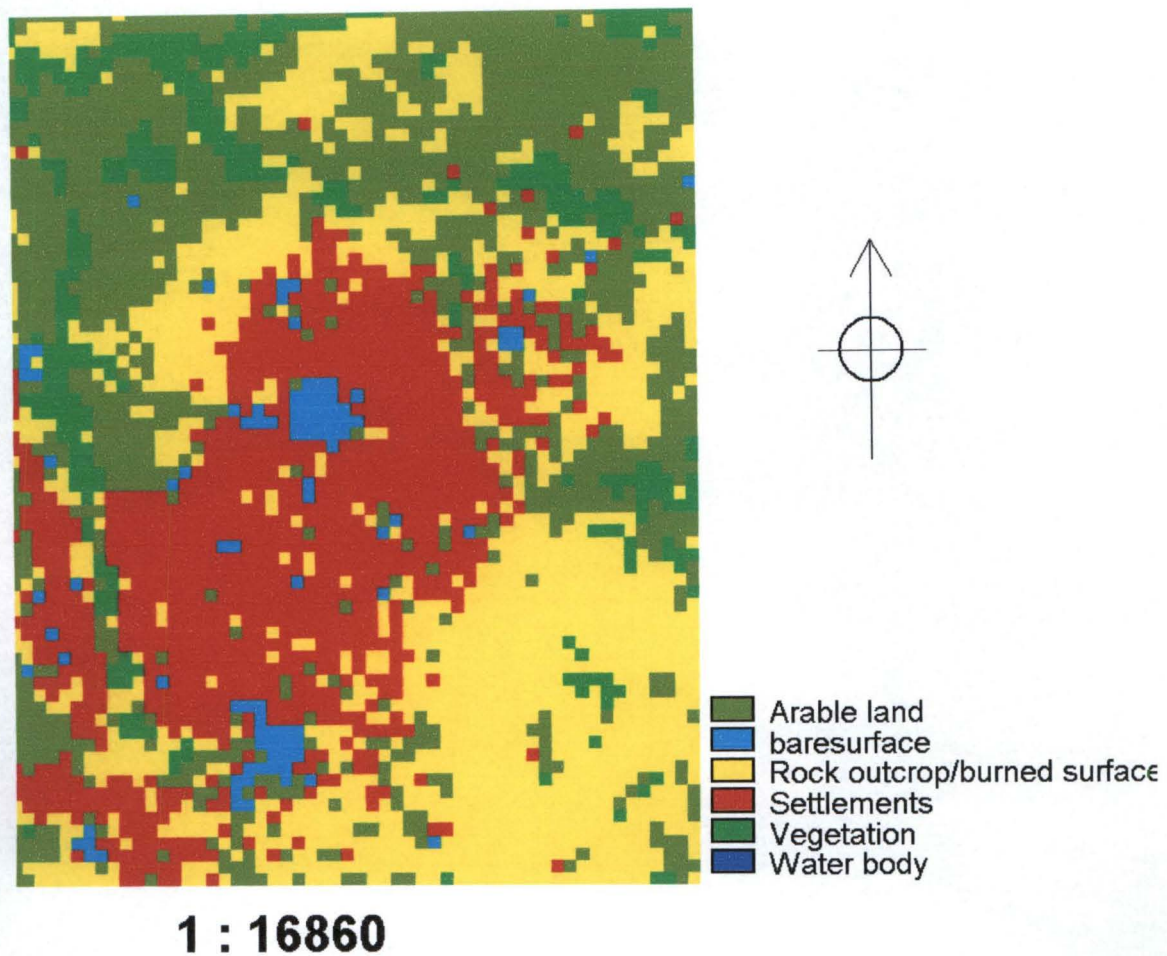 Arable land
baresurface
Rock outcrop/burned surface
Settlements
Vegetation
Water body
1 : 16860